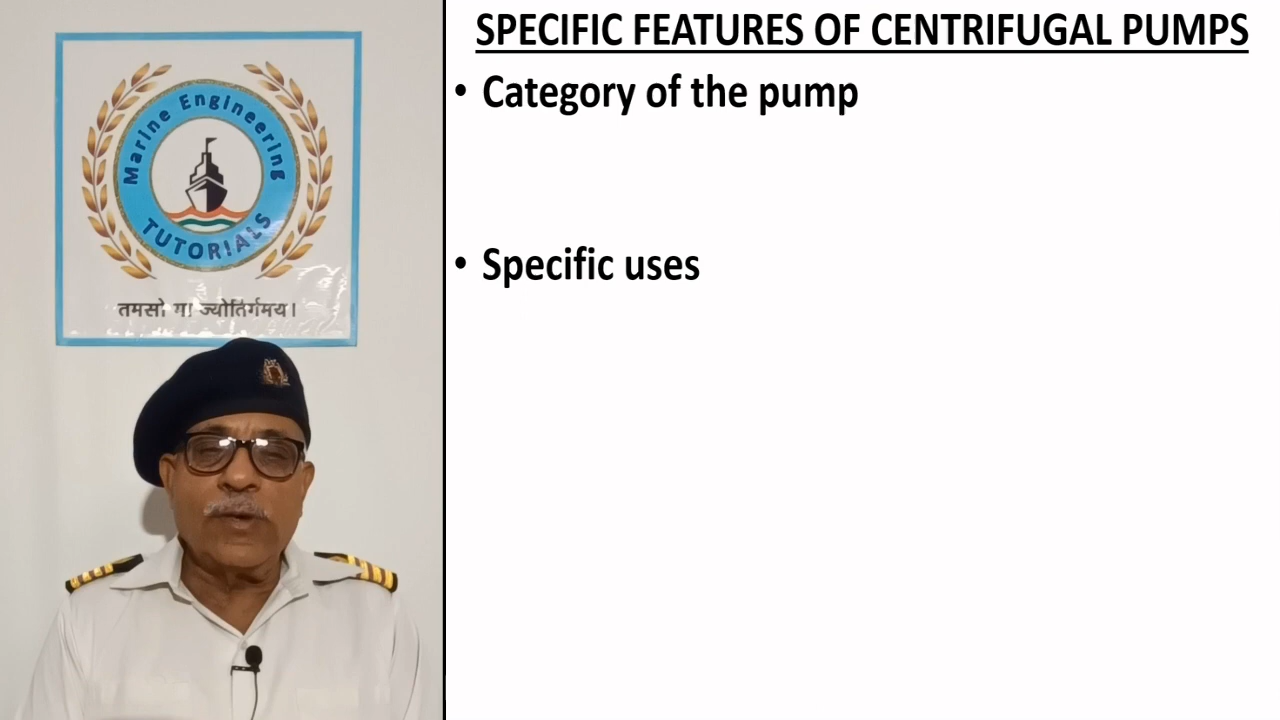 Marine Engineering
TUTORIALS
तमसो मा ज्योतिर्गमय।
SPECIFIC FEATURES OF CENTRIFUGAL PUMPS
• Category of the pump
• Specific uses